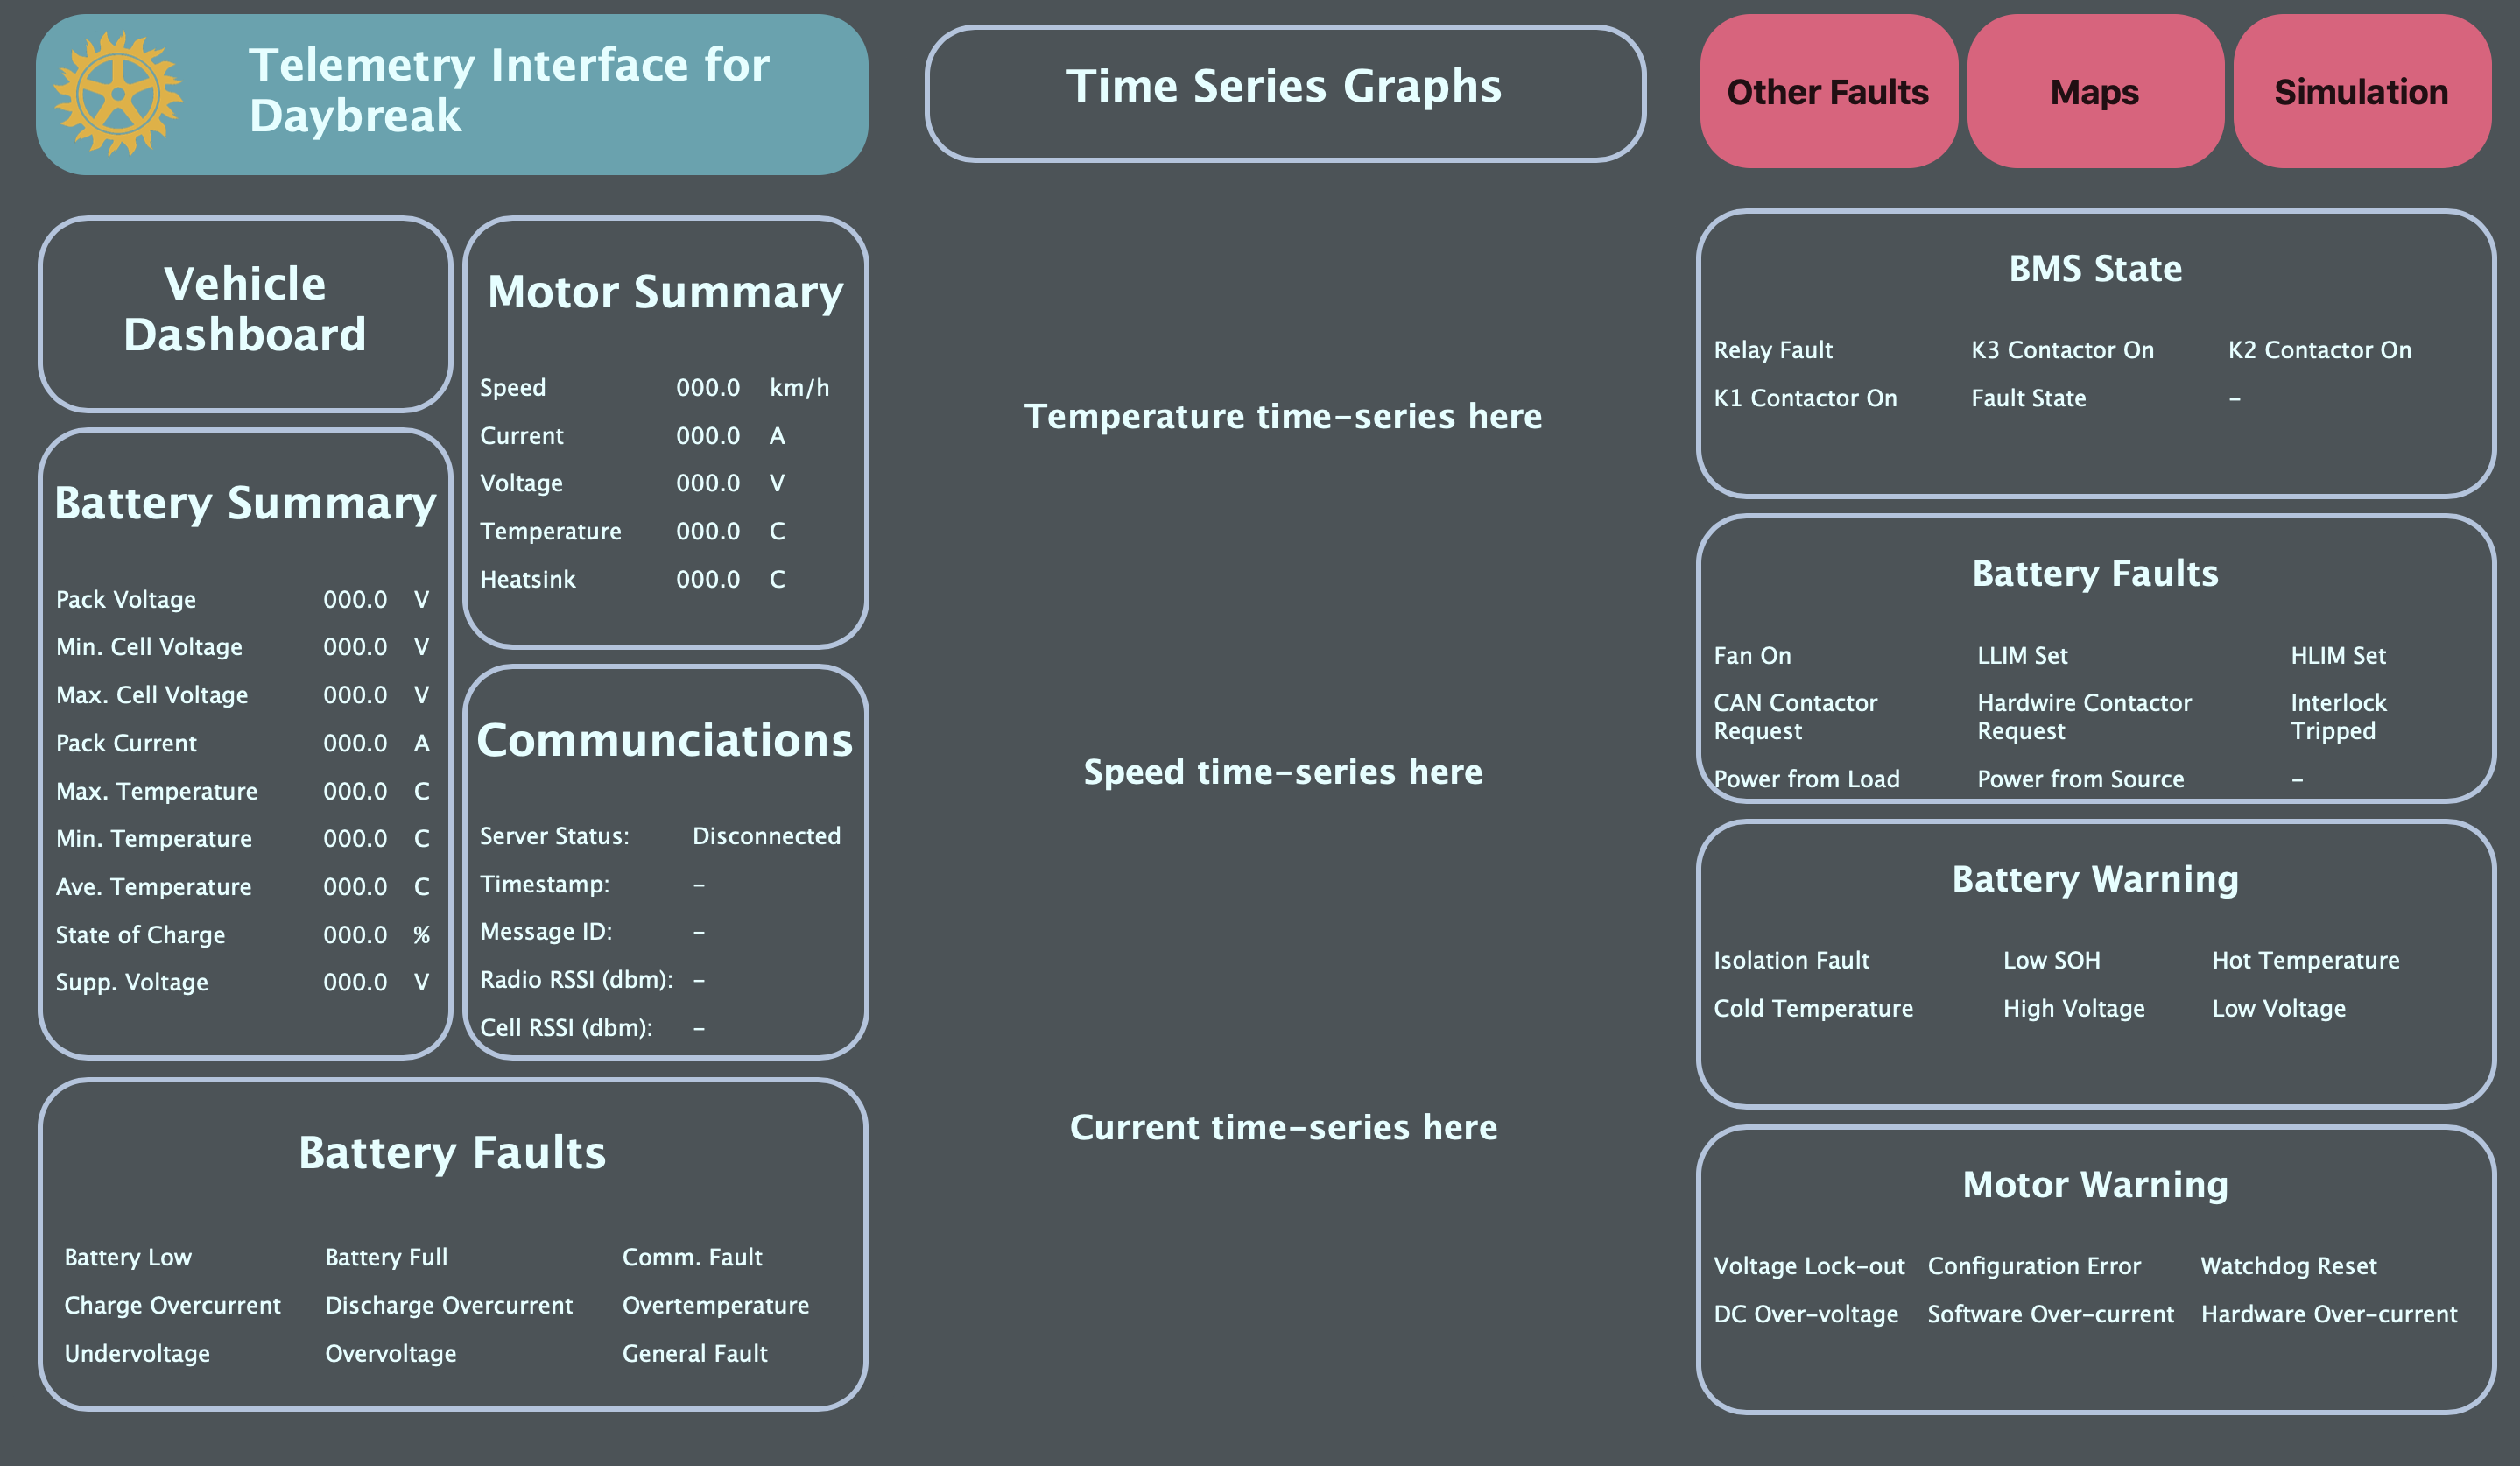 Telemetry Interface for
Daybreak
Time Series Graphs
Other Faults
Maps
Simulation
Vehicle
Dashboard
Battery Summary
Pack Voltage 000.0 V
Min. Cell Voltage 000.0 V
Max. Cell Voltage 000.0 V
Pack Current 000.0 A
Max. Temperature 000.0 C
Min. Temperature 000.0 C
Ave. Temperature 000.0 C
State of Charge 000.0 %
Supp. Voltage 000.0 V
Motor Summary
Speed 000.0 km/h
Current 000.0 A
Voltage 000.0 V
Temperature 000.0 C
Heatsink 000.0 C
Communciations
Server Status: Disconnected
Timestamp: –
Message ID: –
Radio RSSI (dbm): –
Cell RSSI (dbm): –
Battery Faults
Battery Low Battery Full Comm. Fault
Charge Overcurrent Discharge Overcurrent Overtemperature
Undervoltage Overvoltage General Fault
Temperature time-series here
Speed time-series here
Current time-series here
BMS State
Relay Fault K3 Contactor On K2 Contactor On
K1 Contactor On Fault State –
Battery Faults
Fan On LLIM Set HLIM Set
CAN Contactor Hardwire Contactor Interlock
Request Request Tripped
Power from Load Power from Source –
Battery Warning
Isolation Fault Low SOH Hot Temperature
Cold Temperature High Voltage Low Voltage
Motor Warning
Voltage Lock-out Configuration Error Watchdog Reset
DC Over-voltage Software Over-current Hardware Over-current